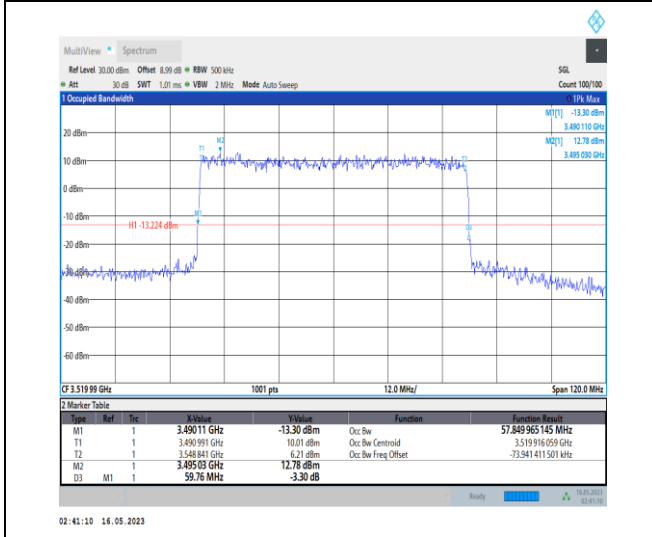 MultiView Spectrum
Ref Level 30.00 dBm Offset 8.99 dB RBW 500 kHz SGL
Att 30 dB SWT 1.01 ms VBW 2 MHz Mode Auto Sweep Count 100/100
1 Occupied Bandwidth 1Pk Max
M1[1] -13.30 dBm
3.490 110 GHz
M2[1] 12.78 dBm
3.495 030 GHz
20 dBm
M2
T1
10 dBm
0 dBm
-10 dBm
M1
H1 -13.224 dBm
-20 dBm
-30 dBm
-40 dBm
-50 dBm
-60 dBm
CF 3.519 99 GHz 1001 pts 12.0 MHz/ Span 120.0 MHz
2 Marker Table
Type Ref Trc X-Value Y-Value Function Function Result
M1 1 3.490 11 GHz -13.30 dBm Occ Bw 57.849 965 145 MHz
T1 1 3.490 991 GHz 10.01 dBm Occ Bw Centroid 3.519 916 059 GHz
T2 1 3.548 841 GHz 6.21 dBm Occ Bw Freq Offset -73.941 411 501 kHz
M2 1 3.495 03 GHz 12.78 dBm
D3 M1 1 59.76 MHz -3.30 dB
Ready 16.05.2023
02:41:10
02:41:10 16.05.2023